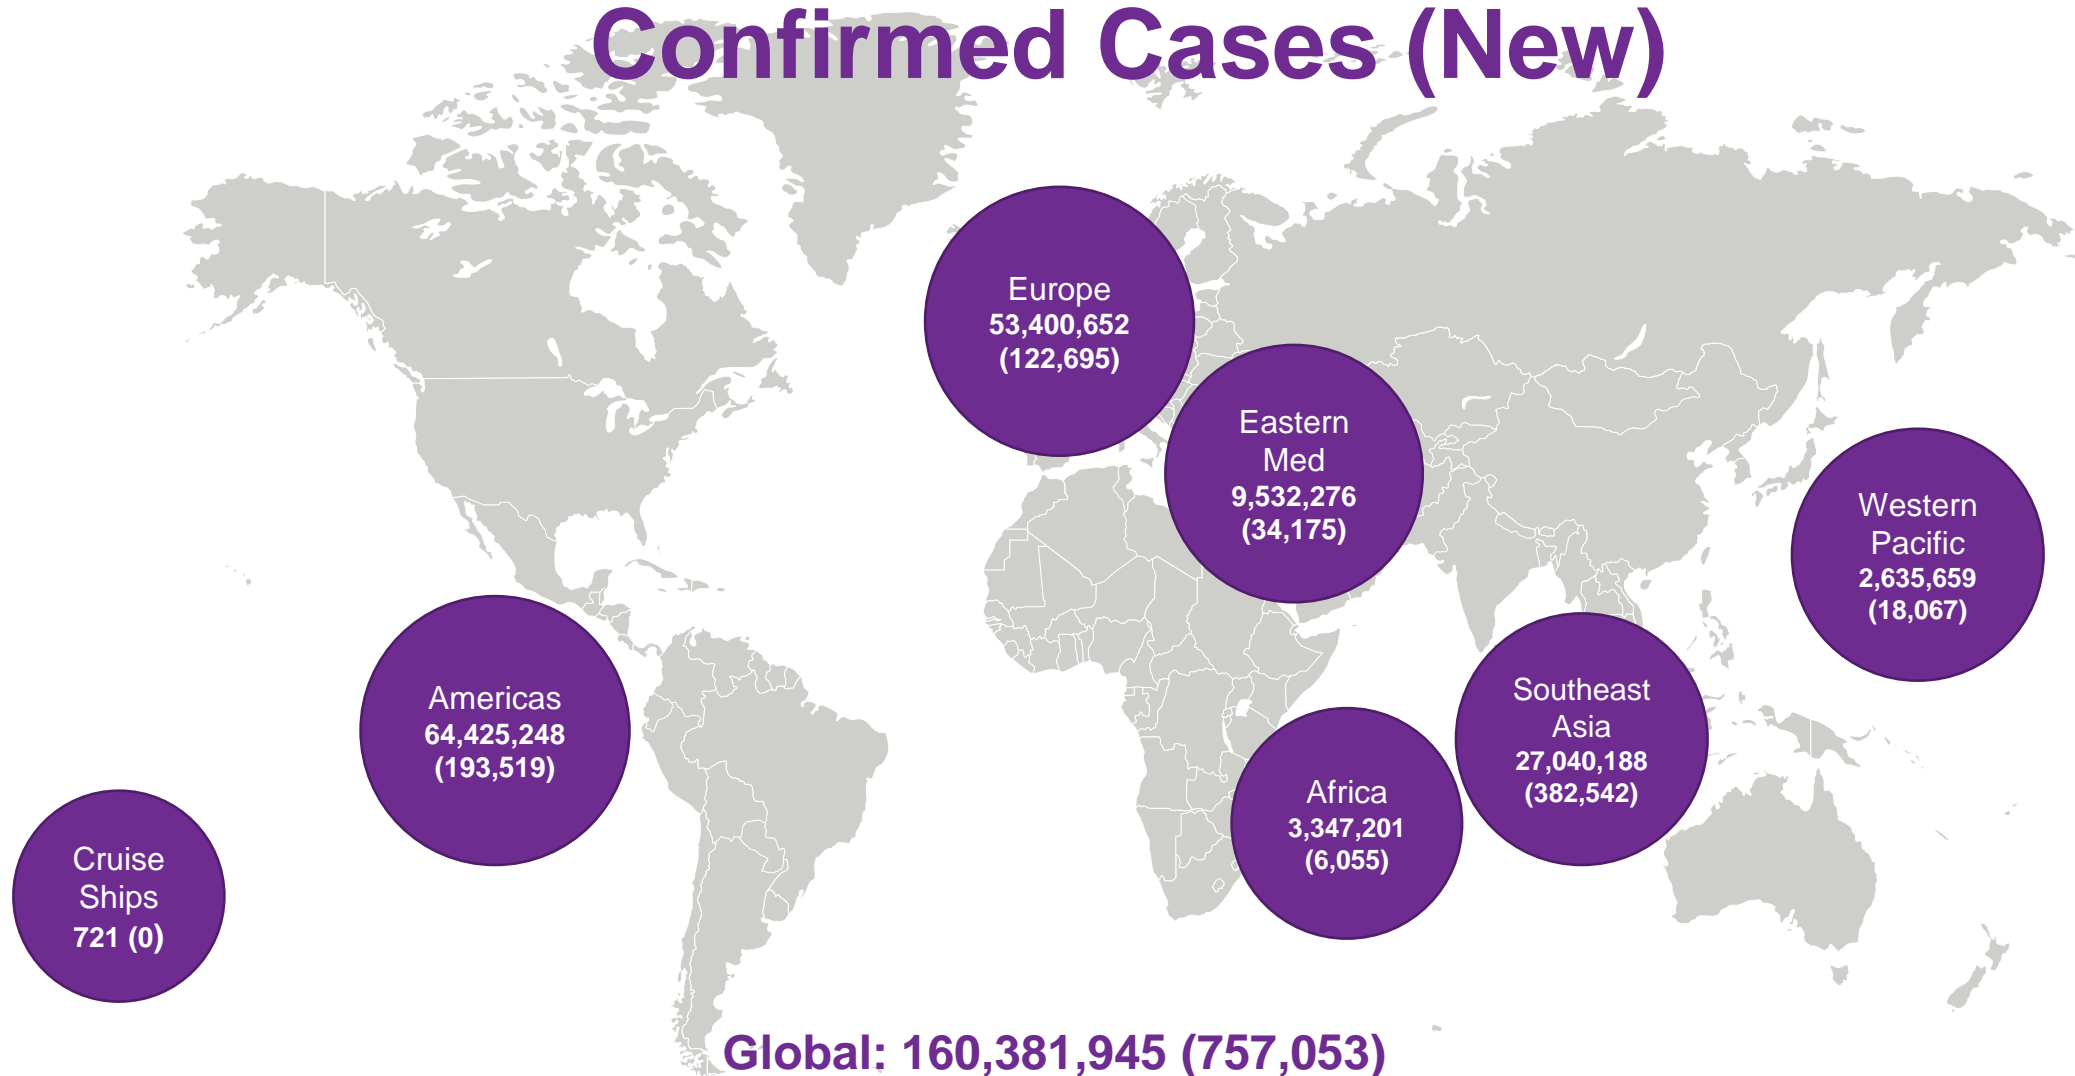 Confirmed Cases (New)
Europe
53,400,652
(122,695)
Eastern
Med
9,532,276
(34,175)
Western
Pacific
2,635,659
(18,067)
Americas
64,425,248
(193,519)
Southeast
Asia
27,040,188
(382,542)
Africa
3,347,201
(6,055)
Cruise
Ships
721 (0)
Global: 160,381,945 (757,053)